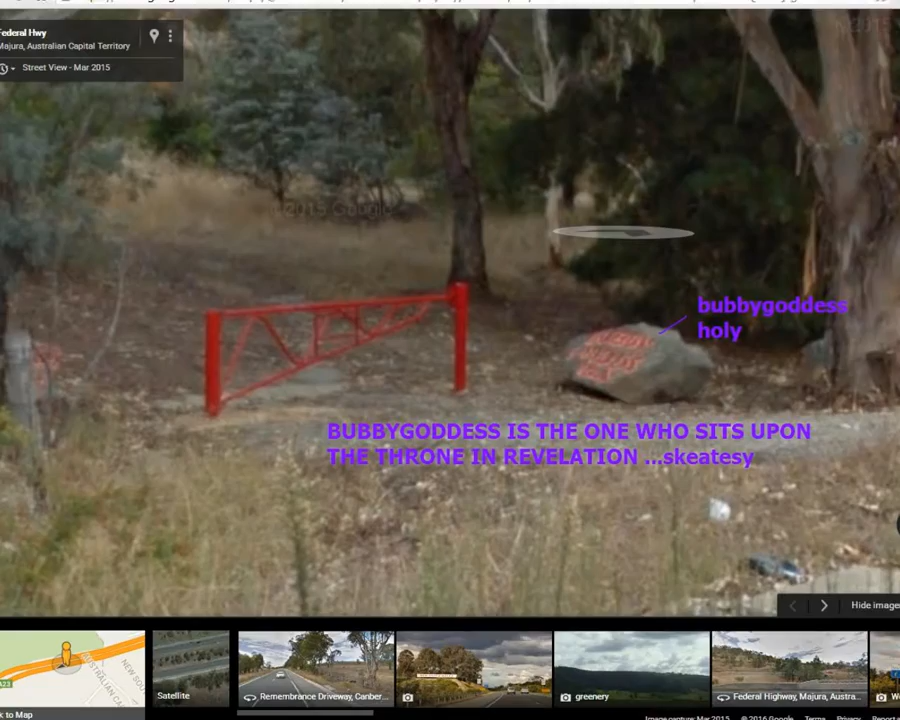 Federal Hwy
Majura, Australian Capital Territory
Street View - Mar 2015
©2015 Google
bubbygoddess
holy
BUBBYGODDESS IS THE ONE WHO SITS UPON
THE THRONE IN REVELATION ...skeatesy
Hide image
Satellite
Remembrance Driveway, Canber...
greenery
Federal Highway, Majura, Austra...
k to Map
Image capture: Mar 2015
© 2016 Google
Terms
Privacy